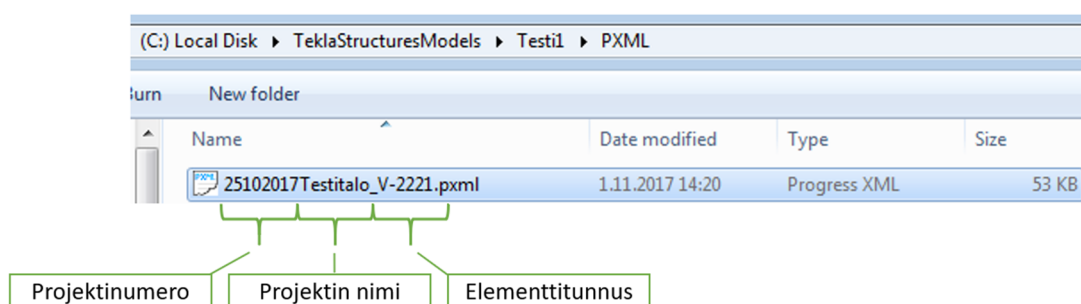 (C:) Local Disk TeklaStructuresModels Testi1 PXML
Burn New folder
Name Date modified Type Size
25102017Testitalo_V-2221.pxml 1.11.2017 14:20 Progress XML 53 KB
Projektinumero Projektin nimi Elementtitunnus